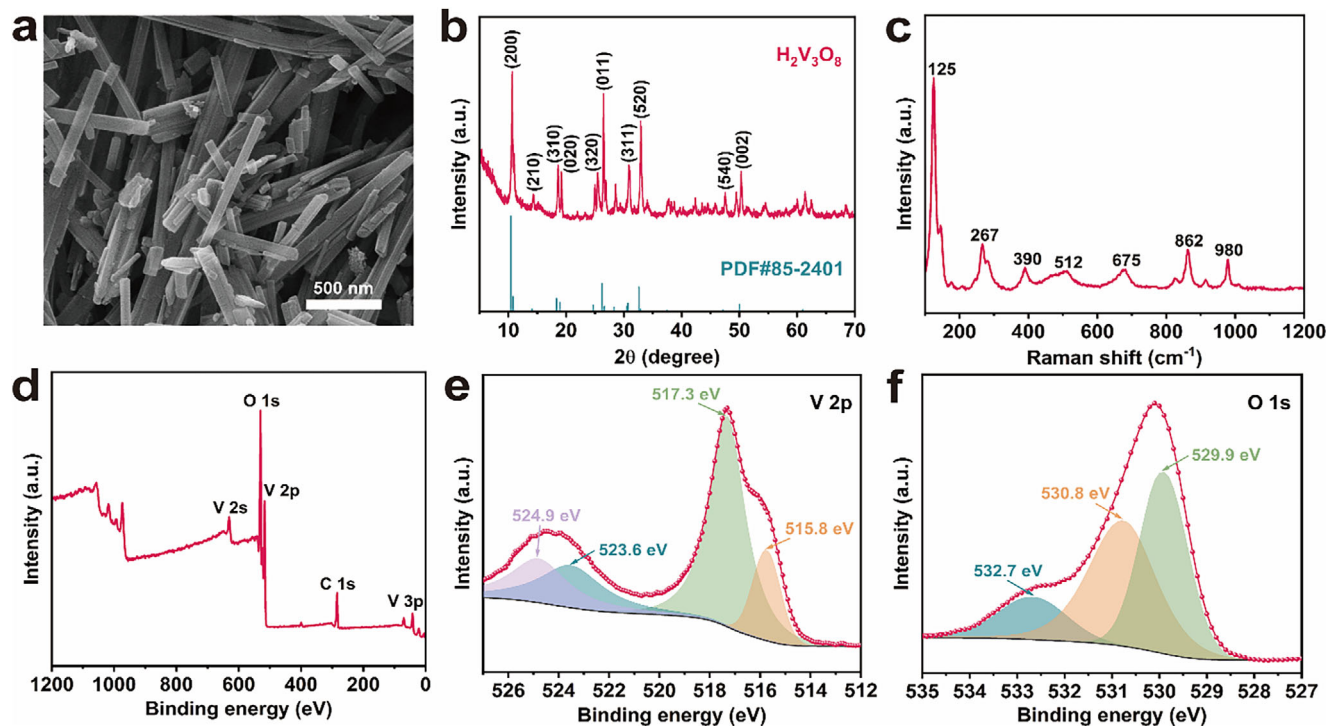 a
500 nm
b
Intensity (a.u.)
H₂V₃O₈
(200)
(210)
(310)
(020)
(320)
(011)
(311)
(520)
(540)
(002)
PDF#85-2401
10 20 30 40 50 60 70
2θ (degree)
c
Intensity (a.u.)
125
267
390
512
675
862
980
200 400 600 800 1000 1200
Raman shift (cm⁻¹)
d
Intensity (a.u.)
O 1s
V 2p
V 2s
C 1s
V 3p
1200 1000 800 600 400 200 0
Binding energy (eV)
e
Intensity (a.u.)
V 2p
517.3 eV
515.8 eV
524.9 eV
523.6 eV
526 524 522 520 518 516 514 512
Binding energy (eV)
f
Intensity (a.u.)
O 1s
529.9 eV
530.8 eV
532.7 eV
535 534 533 532 531 530 529 528 527
Binding energy (eV)